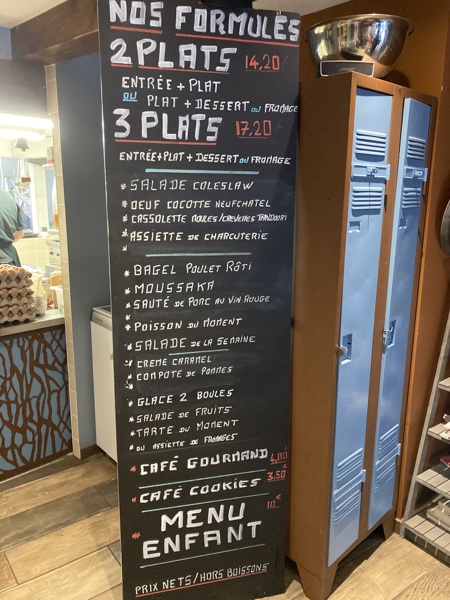 NOS FORMULES
2 PLATS 14,20€
ENTRÉE + PLAT
OU PLAT + DESSERT OU FROMAGE
3 PLATS 17,20
ENTRÉE+PLAT+DESSERT OU FROMAGE
* SALADE COLESLAW
* OEUF COCOTTE NEUFCHATEL
* CASSOLETTE MOULES/CREVETTES TANDOORI
* ASSIETTE DE CHARCUTERIE
* BAGEL POULET RÔTI
* MOUSSAKA
* SAUTÉ DE PORC AU VIN ROUGE
* POISSON DU MOMENT
* SALADE DE LA SEMAINE
* CREME CARAMEL
* COMPOTE DE POMMES
* GLACE 2 BOULES
* SALADE DE FRUITS
* TARTE DU MOMENT
* OU ASSIETTE DE FROMAGES
* CAFÉ GOURMAND 4,80€
* CAFÉ COOKIES 3.50€
* MENU
ENFANT
PRIX NETS/HORS BOISSONS